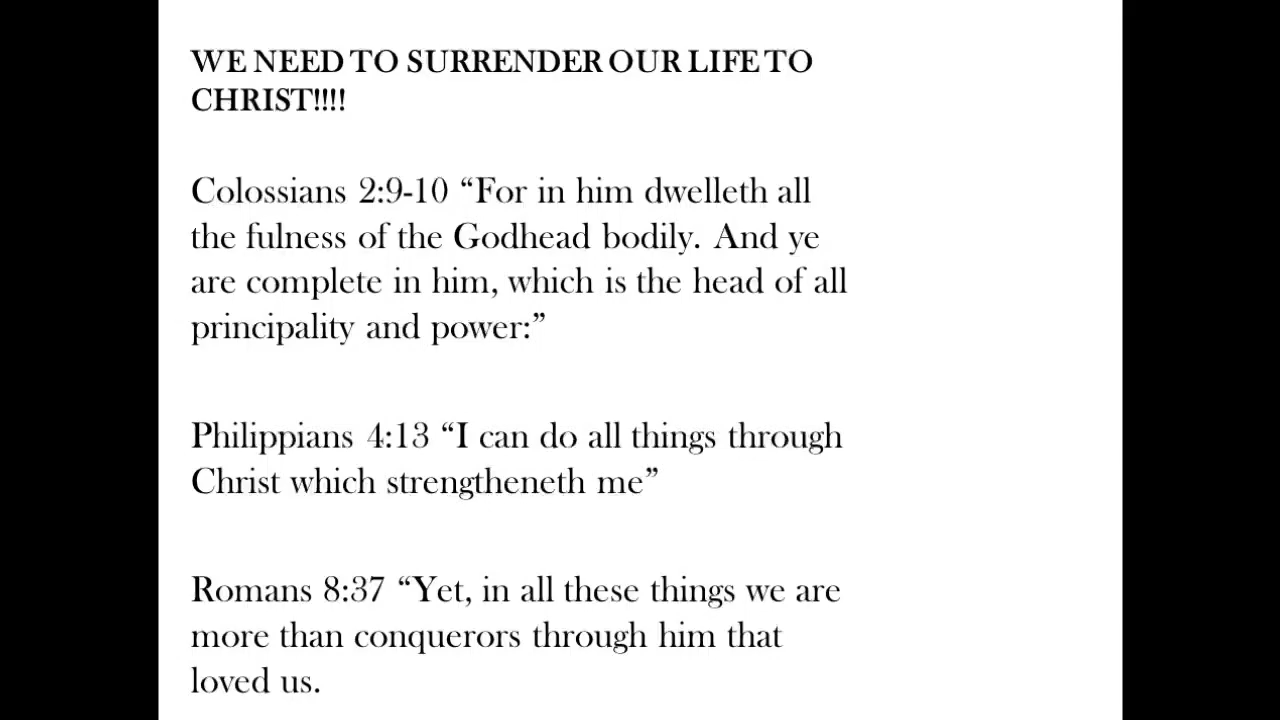 WE NEED TO SURRENDER OUR LIFE TO
CHRIST!!!!
Colossians 2:9-10 “For in him dwelleth all
the fulness of the Godhead bodily. And ye
are complete in him, which is the head of all
principality and power:”
Philippians 4:13 “I can do all things through
Christ which strengtheneth me”
Romans 8:37 “Yet, in all these things we are
more than conquerors through him that
loved us.